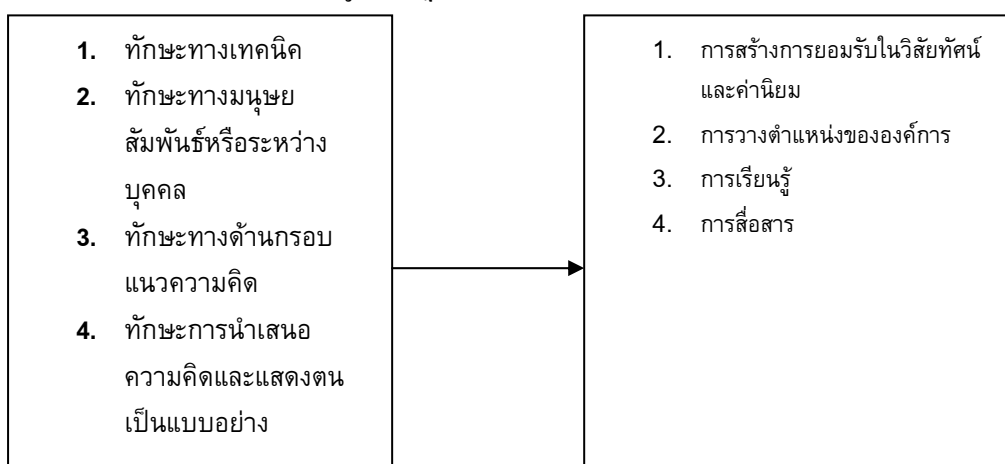 1. ทักษะทางเทคนิค
2. ทักษะทางมนุษย
สัมพันธ์หรือระหว่าง
บุคคล
3. ทักษะทางด้านกรอบ
แนวความคิด
4. ทักษะการนำเสนอ
ความคิดและแสดงตน
เป็นแบบอย่าง
1. การสร้างการยอมรับในวิสัยทัศน์
และค่านิยม
2. การวางตำแหน่งขององค์การ
3. การเรียนรู้
4. การสื่อสาร